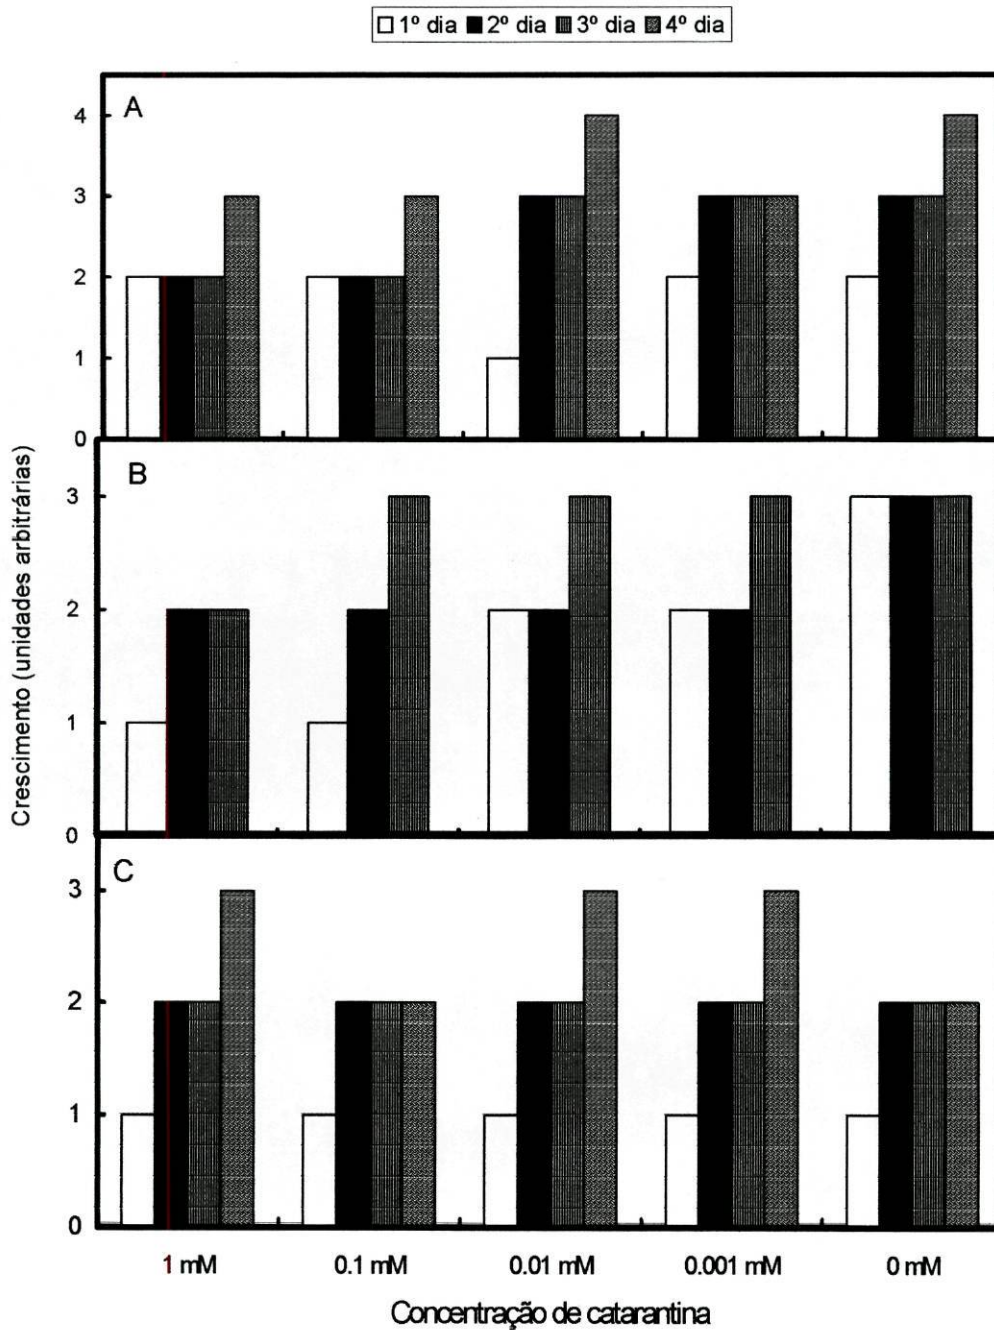 1º dia 2º dia 3º dia 4º dia
A
4
3
2
1
0
B
3
2
1
0
C
3
2
1
0
Crescimento (unidades arbitrárias)
1 mM 0.1 mM 0.01 mM 0.001 mM 0 mM
Concentração de catarantina